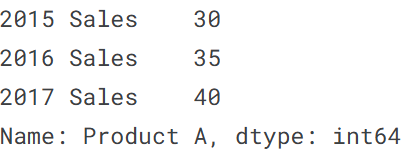 2015 Sales    30
2016 Sales    35
2017 Sales    40
Name: Product A, dtype: int64